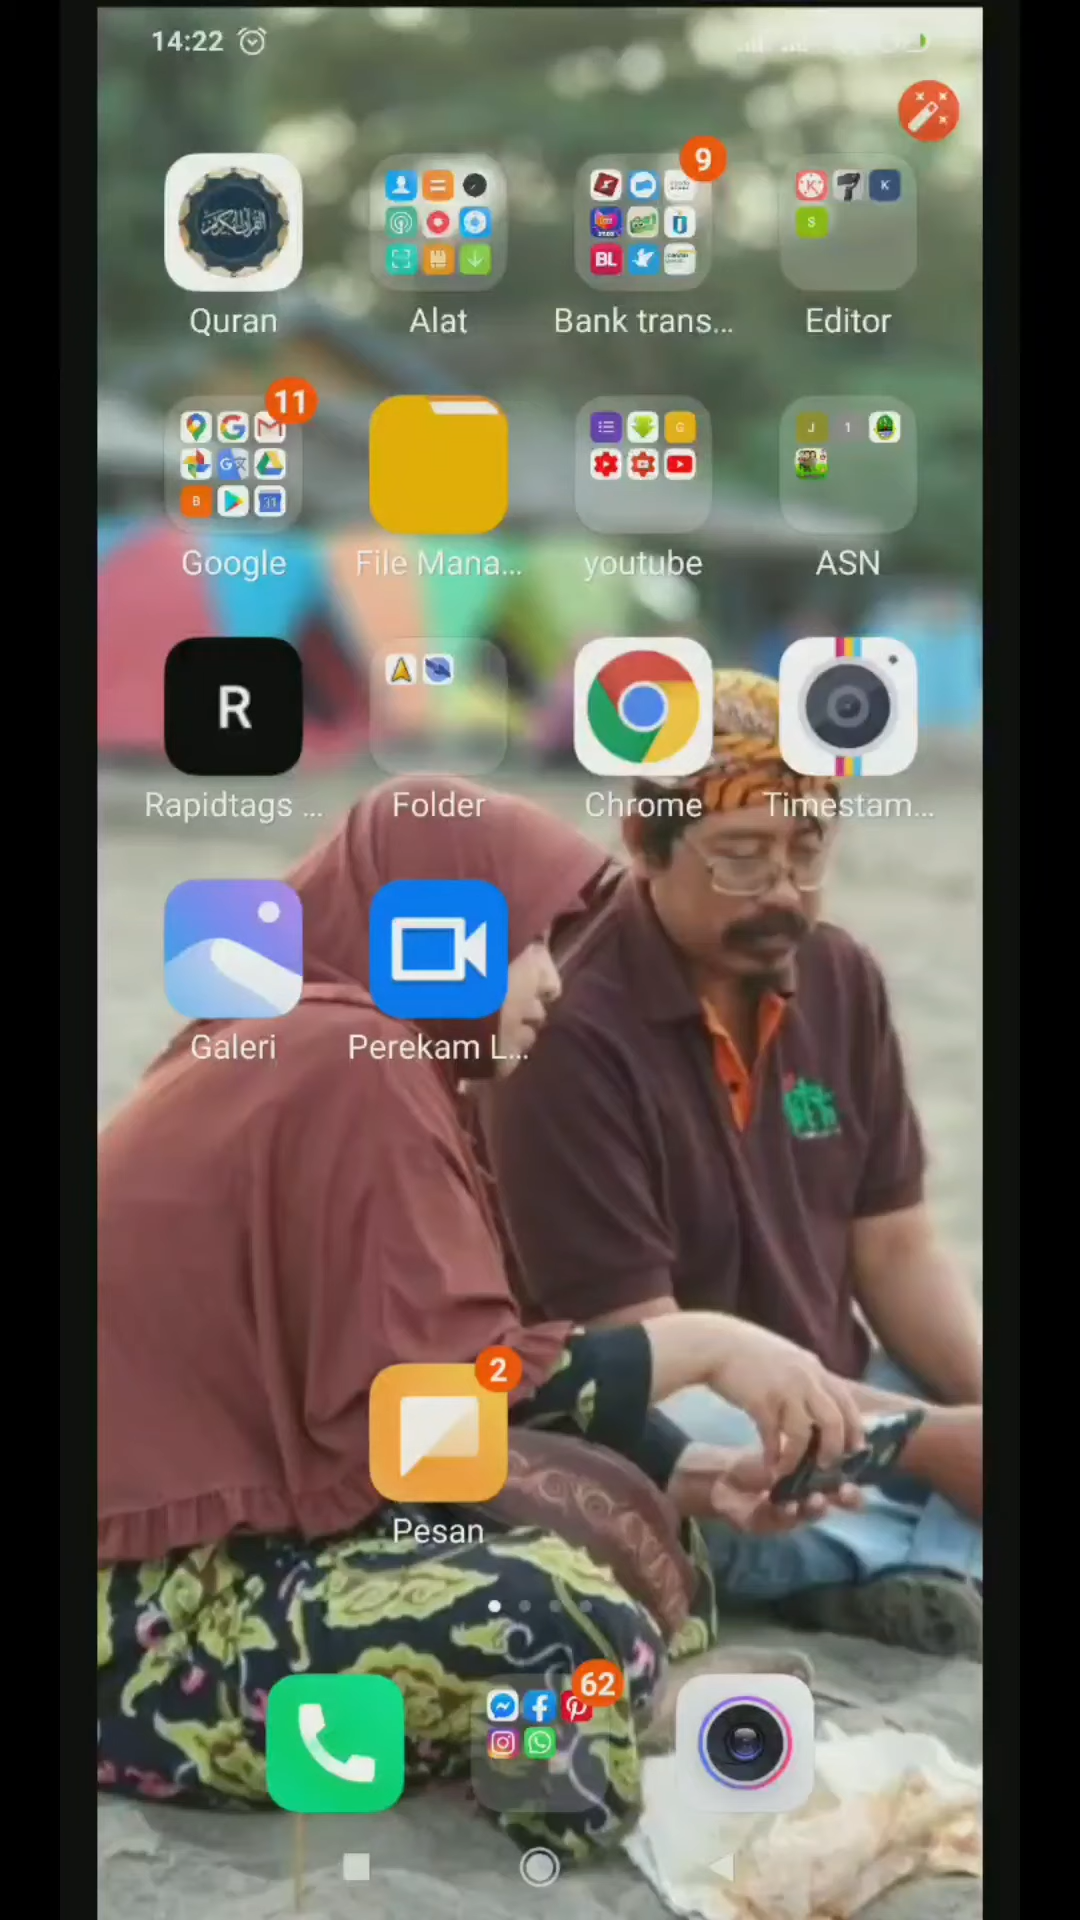 14:22
9
Quran
Alat
Bank trans...
Editor
11
Google
File Mana...
youtube
ASN
R
Rapidtags ...
Folder
Chrome
Timestam...
Galeri
Perekam L...
2
Pesan
62